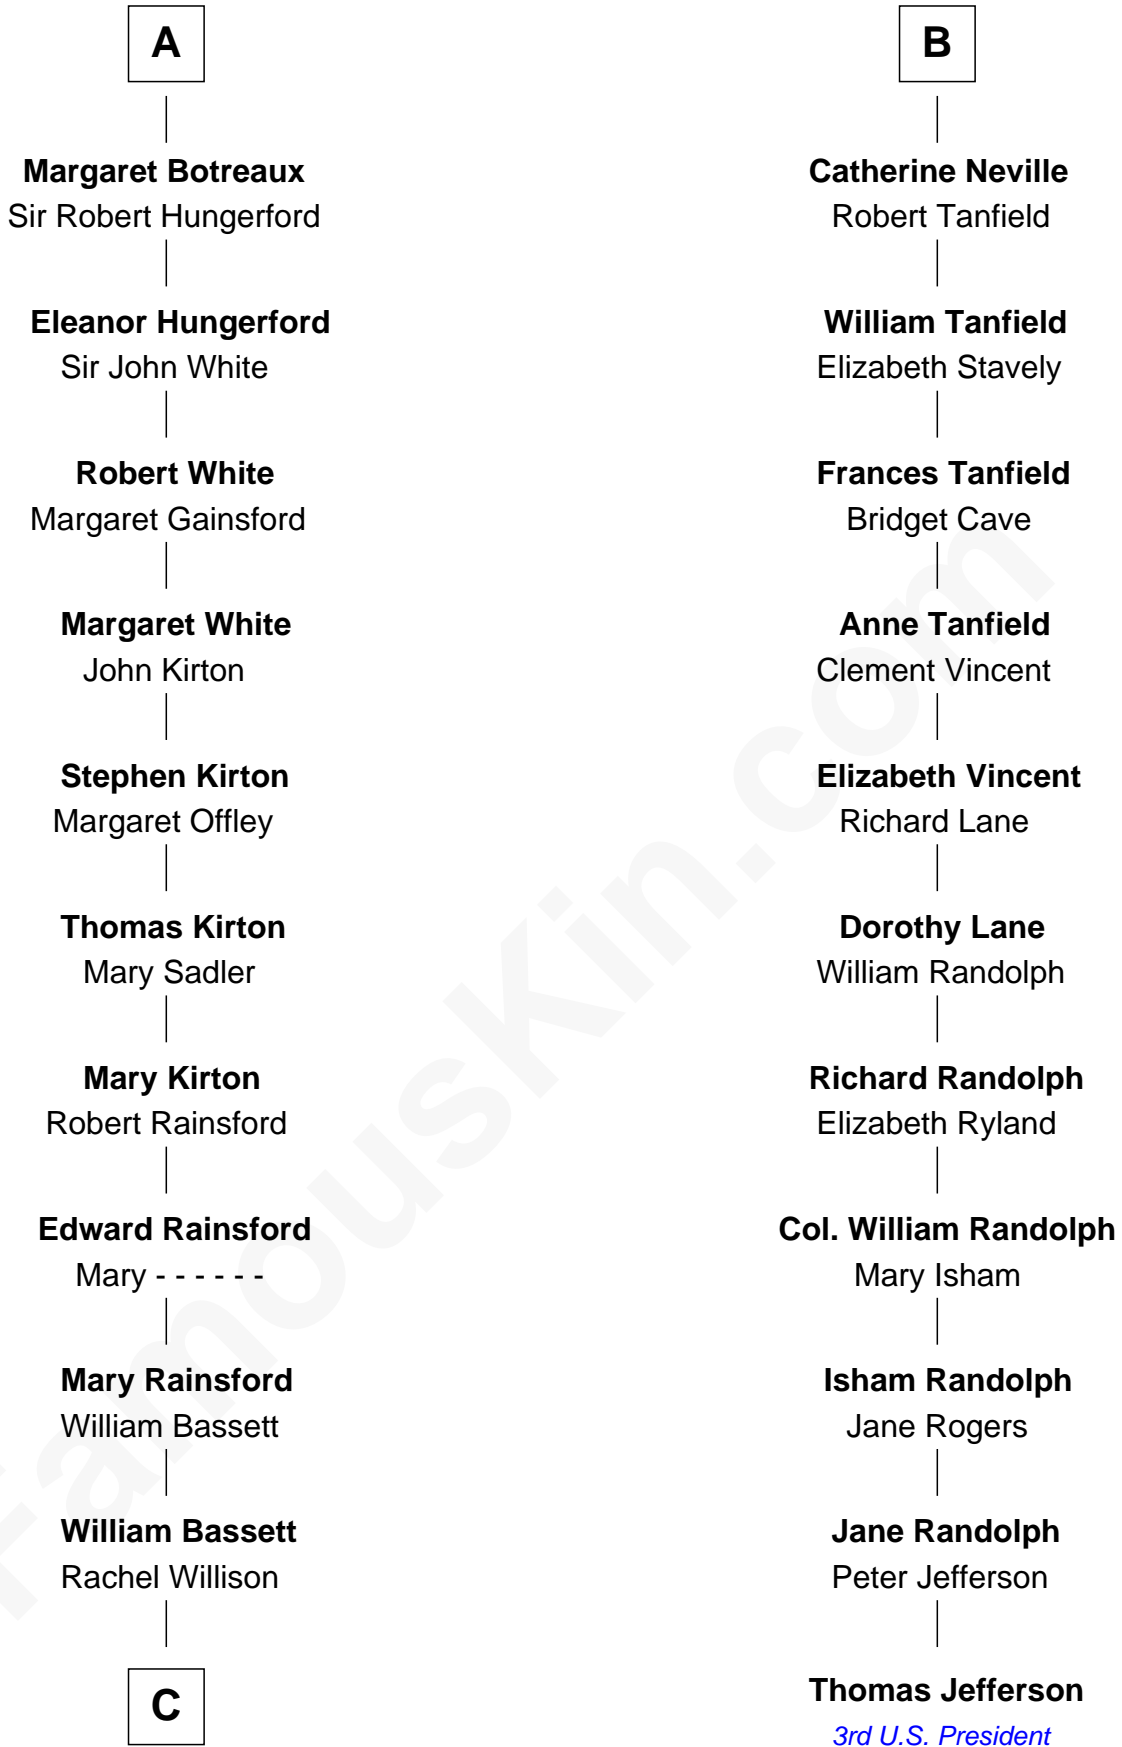 A
Margaret Botreaux
Sir Robert Hungerford
Eleanor Hungerford
Sir John White
Robert White
Margaret Gainsford
Margaret White
John Kirton
Stephen Kirton
Margaret Offley
Thomas Kirton
Mary Sadler
Mary Kirton
Robert Rainsford
Edward Rainsford
Mary - - - - - -
Mary Rainsford
William Bassett
William Bassett
Rachel Willison
C
B
Catherine Neville
Robert Tanfield
William Tanfield
Elizabeth Stavely
Frances Tanfield
Bridget Cave
Anne Tanfield
Clement Vincent
Elizabeth Vincent
Richard Lane
Dorothy Lane
William Randolph
Richard Randolph
Elizabeth Ryland
Col. William Randolph
Mary Isham
Isham Randolph
Jane Rogers
Jane Randolph
Peter Jefferson
Thomas Jefferson
3rd U.S. President
FamousKin.com